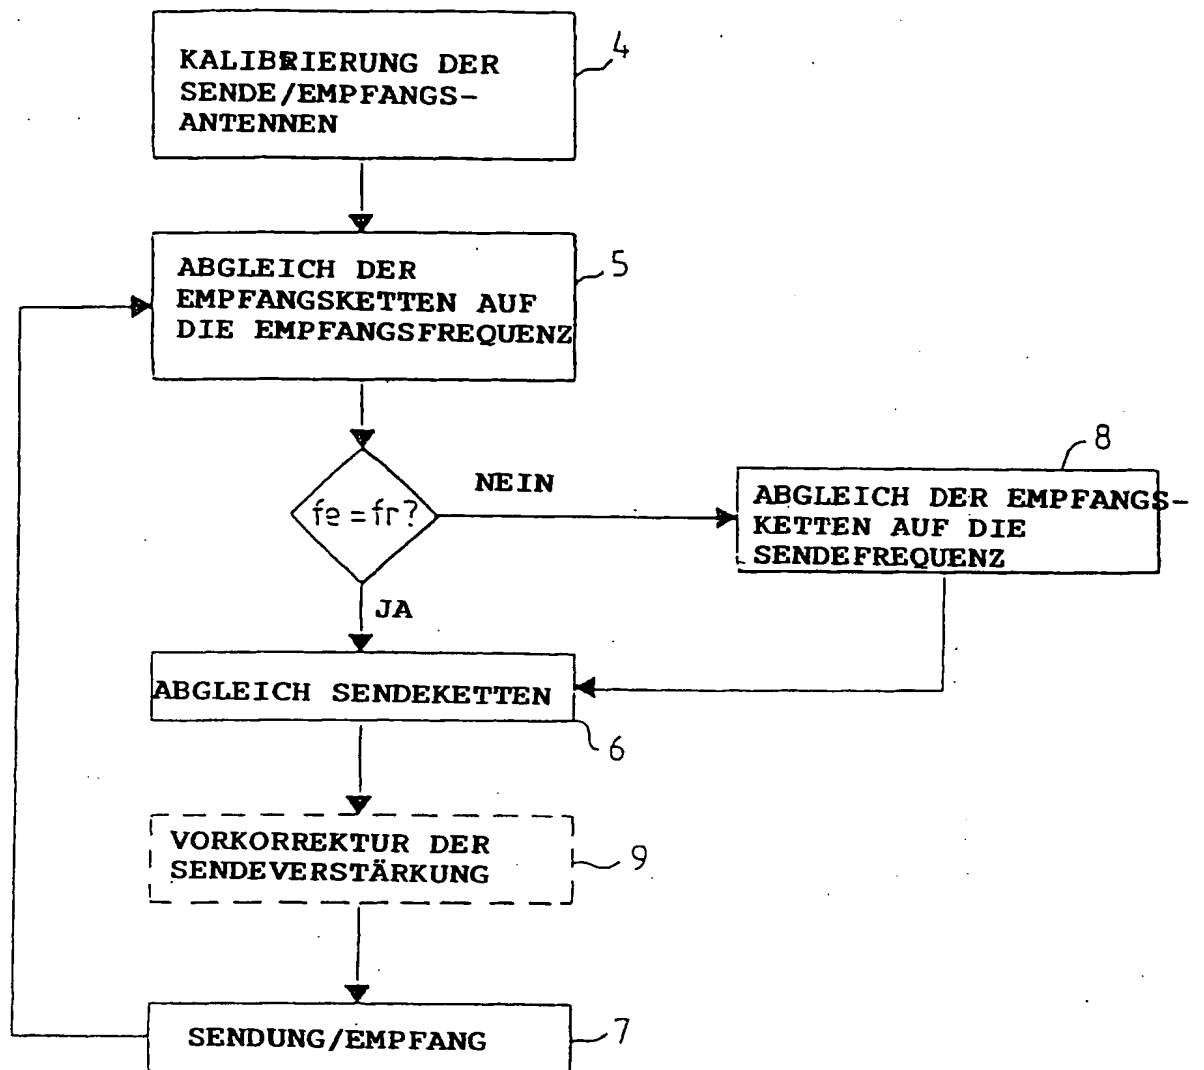 KALIBRIERUNG DER
SENDE/EMPFANGS-
ANTENNEN
4
ABGLEICH DER
EMPFANGSKETTEN AUF
DIE EMPFANGSFREQUENZ
5
fe=fr?
NEIN
JA
ABGLEICH DER EMPFANGS-
KETTEN AUF DIE
SENDEFREQUENZ
8
ABGLEICH SENDEKETTEN
6
VORKORREKTUR DER
SENDEVERSTÄRKUNG
9
SENDUNG/EMPFANG
7